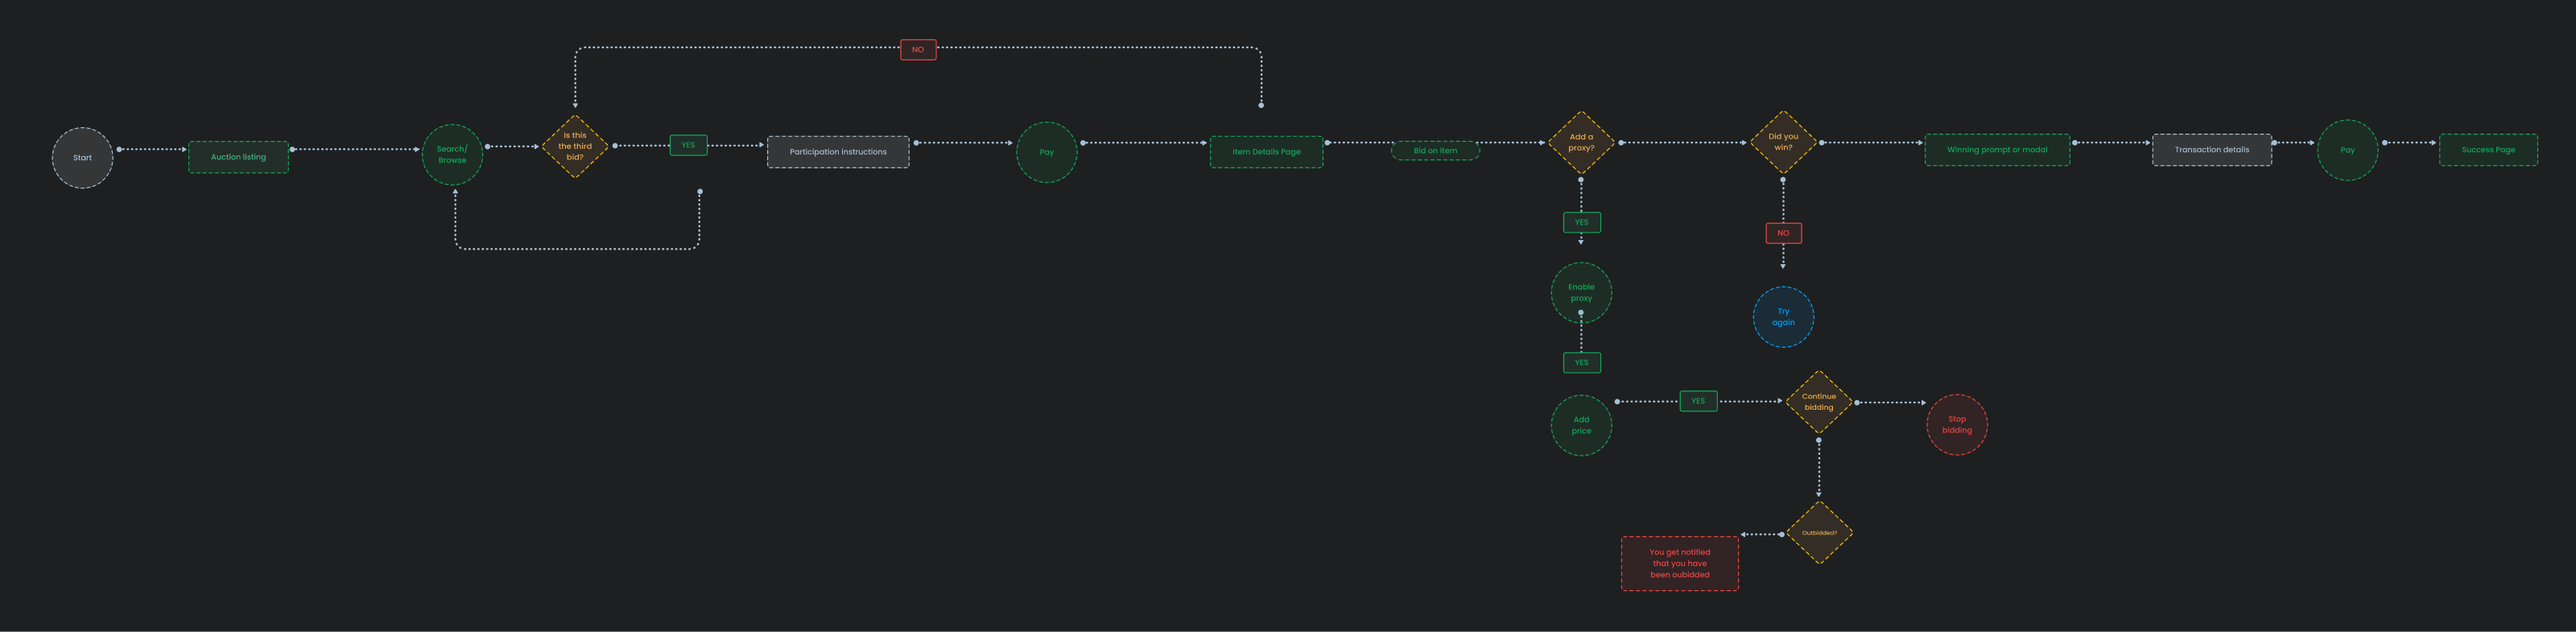 NO
Start
Auction listing
Search/
Browse
Is this
the third
bid?
YES
Participation instructions
Pay
Item Details Page
Bid on item
Add a
proxy?
Did you
win?
Winning prompt or modal
Transaction details
Pay
Success Page
YES
NO
Enable
proxy
Try
again
YES
Add
price
YES
Continue
bidding
Stop
bidding
Outbidded?
You get notified
that you have
been oubidded